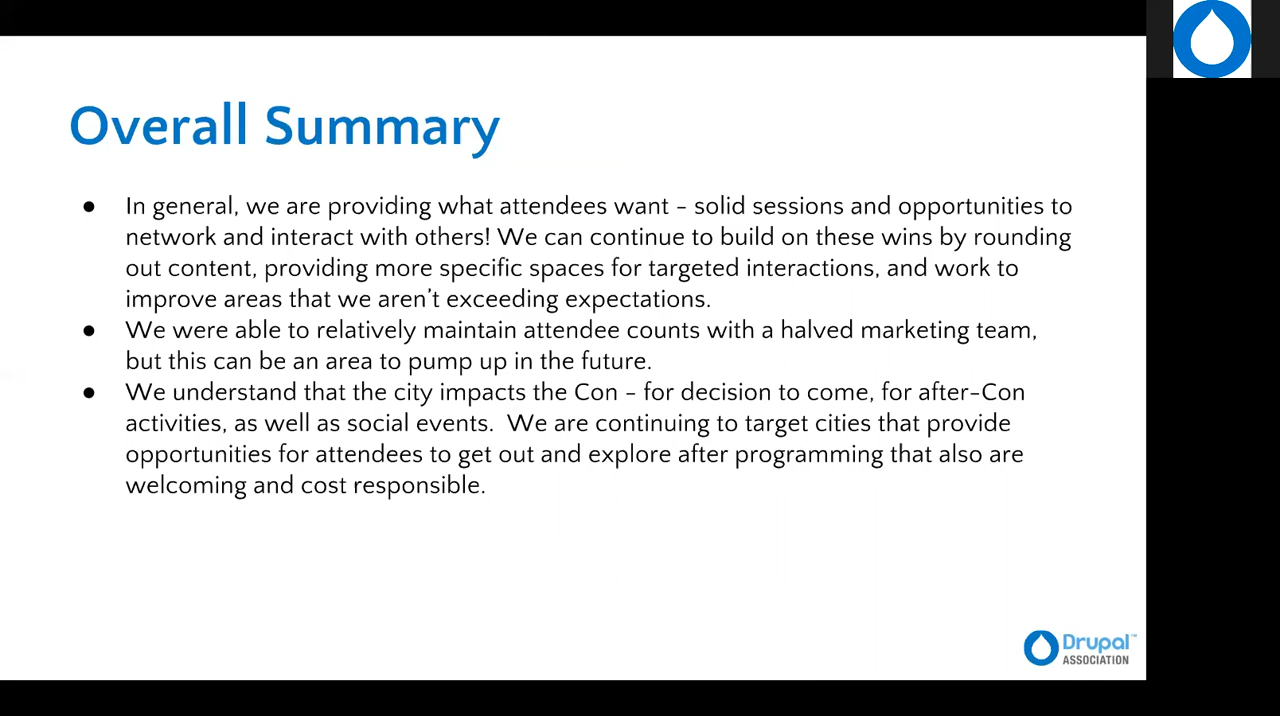 Overall Summary
● In general, we are providing what attendees want – solid sessions and opportunities to
network and interact with others! We can continue to build on these wins by rounding
out content, providing more specific spaces for targeted interactions, and work to
improve areas that we aren’t exceeding expectations.
● We were able to relatively maintain attendee counts with a halved marketing team,
but this can be an area to pump up in the future.
● We understand that the city impacts the Con – for decision to come, for after-Con
activities, as well as social events.  We are continuing to target cities that provide
opportunities for attendees to get out and explore after programming that also are
welcoming and cost responsible.
Drupal™
ASSOCIATION